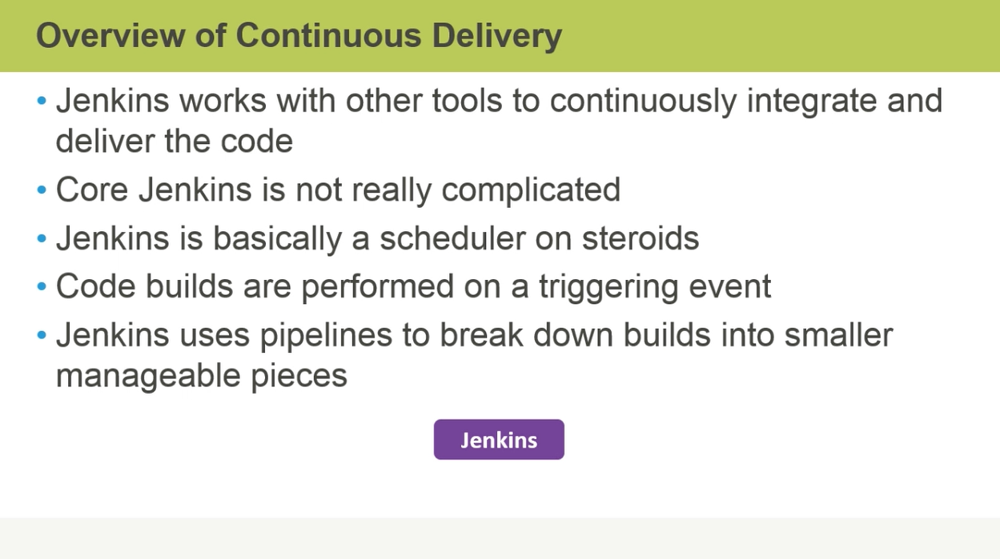 Overview of Continuous Delivery
• Jenkins works with other tools to continuously integrate and
deliver the code
• Core Jenkins is not really complicated
• Jenkins is basically a scheduler on steroids
• Code builds are performed on a triggering event
• Jenkins uses pipelines to break down builds into smaller
manageable pieces
Jenkins